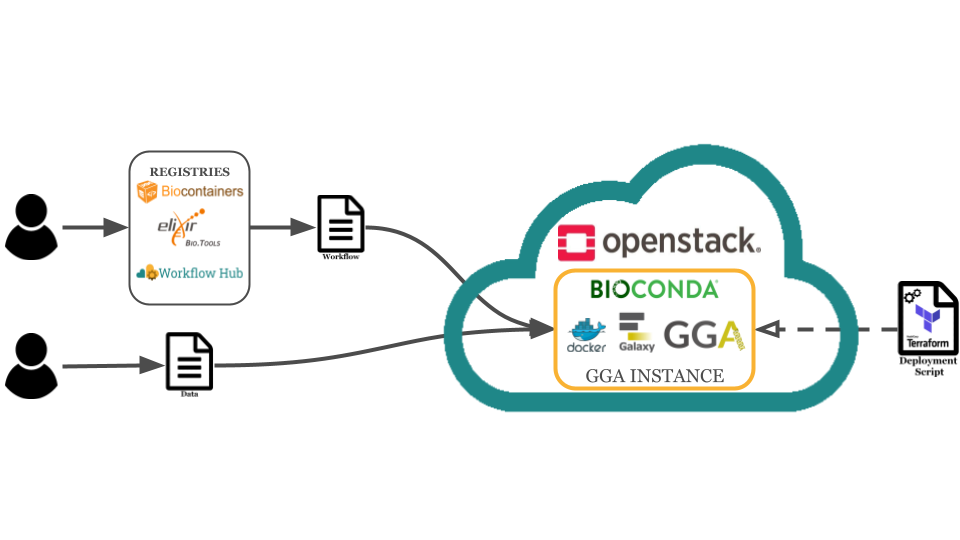 REGISTRIES
Biocontainers
elixir
BIO.TOOLS
Workflow Hub
Workflow
Data
openstack.
BIOCONDA
docker
Galaxy
GGA
GGA INSTANCE
Terraform
Deployment
Script